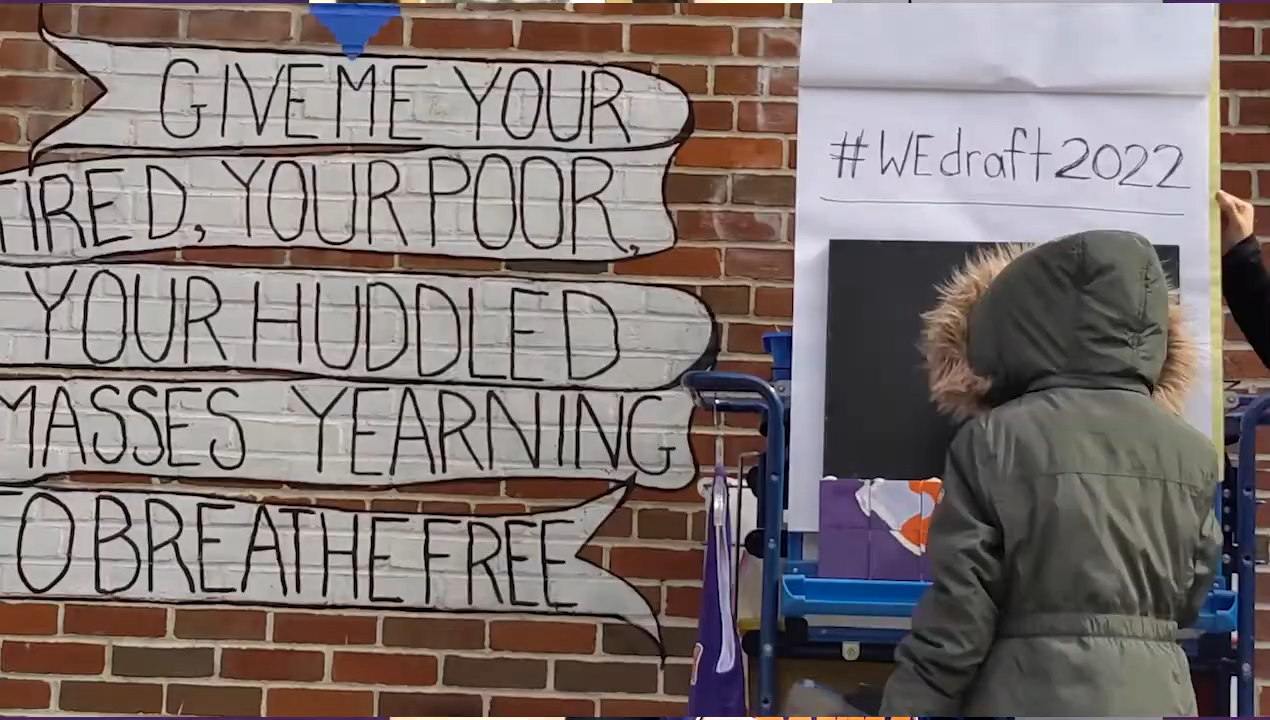 GIVE ME YOUR
TIRED, YOUR POOR,
YOUR HUDDLED
MASSES YEARNING
TO BREATHE FREE
#WEdraft2022